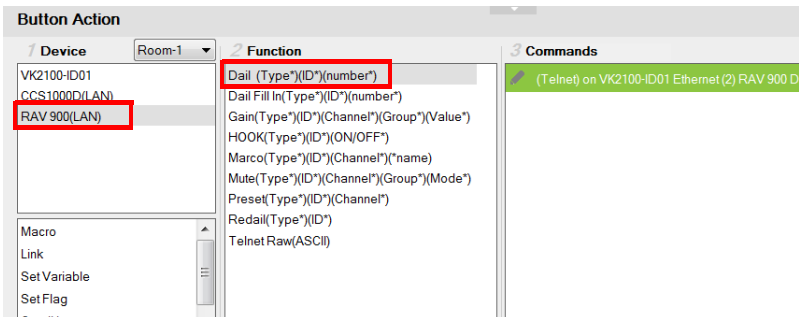 Button Action
1 Device Room-1 2 Function 3 Commands
VK2100-ID01
CCS1000D(LAN)
RAV 900(LAN)
Macro
Link
Set Variable
Set Flag
Dail (Type*)(ID*)(number*)
Dail Fill In(Type*)(ID*)(number*)
Gain(Type*)(ID*)(Channel*)(Group*)(Value*)
HOOK(Type*)(ID*)(ON/OFF*)
Marco(Type*)(ID*)(Channel*)(*name)
Mute(Type*)(ID*)(Channel*)(Group*)(Mode*)
Preset(Type*)(ID*)(Channel*)
Redail(Type*)(ID*)
Telnet Raw(ASCII)
(Telnet) on VK2100-ID01 Ethernet (2) RAV 900 D